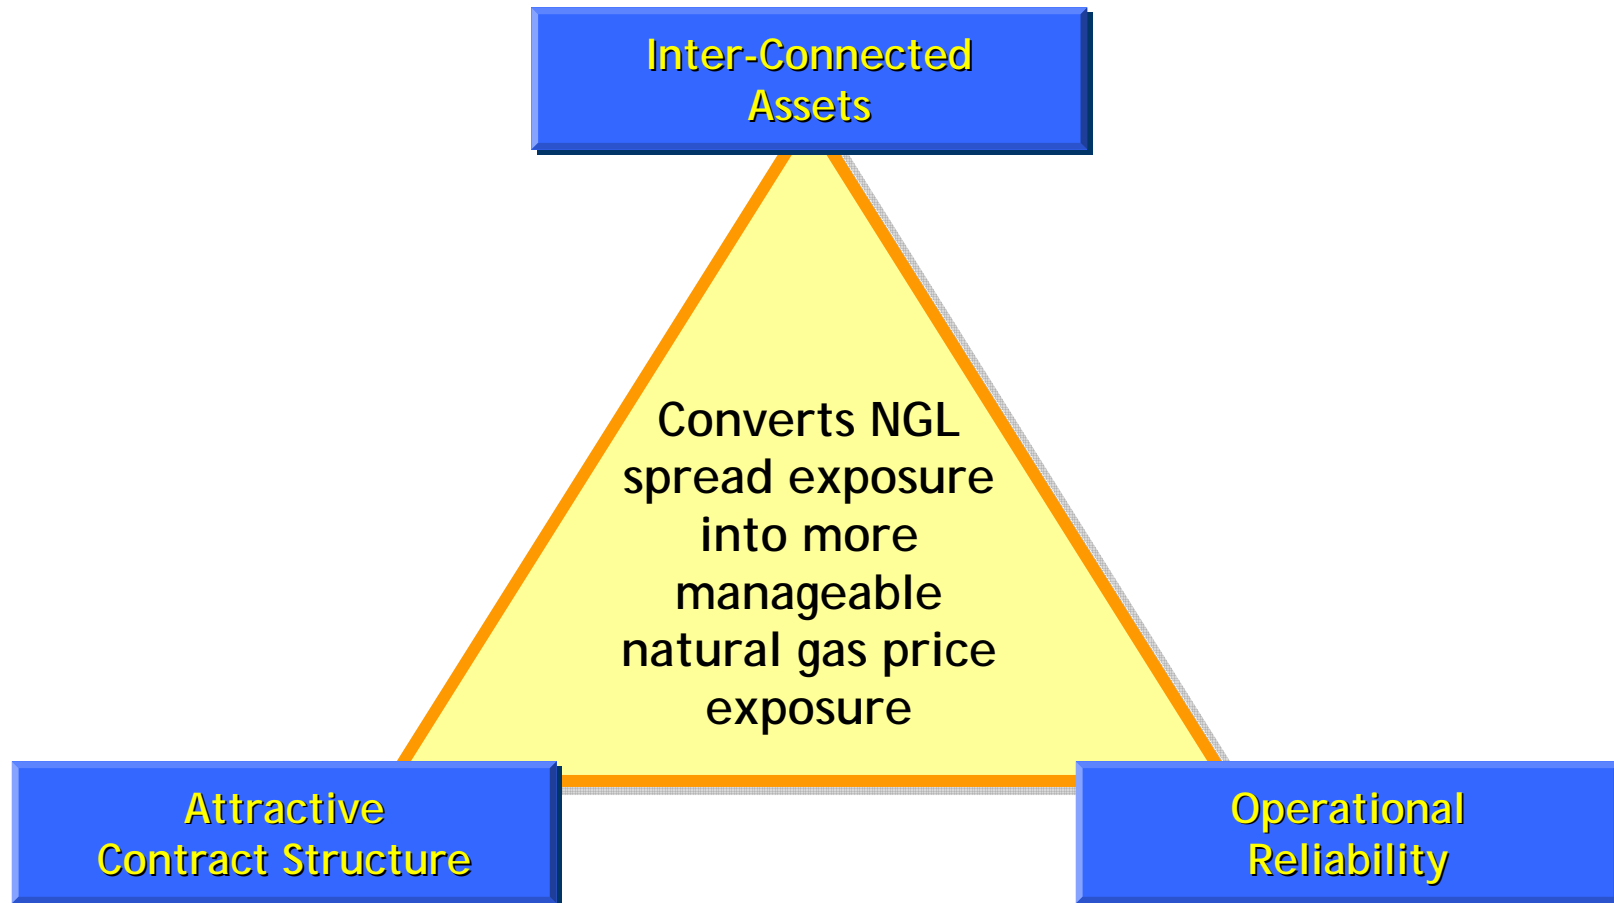 Inter-Connected
Assets
Converts NGL
spread exposure
into more
manageable
natural gas price
exposure
Attractive
Contract Structure
Operational
Reliability